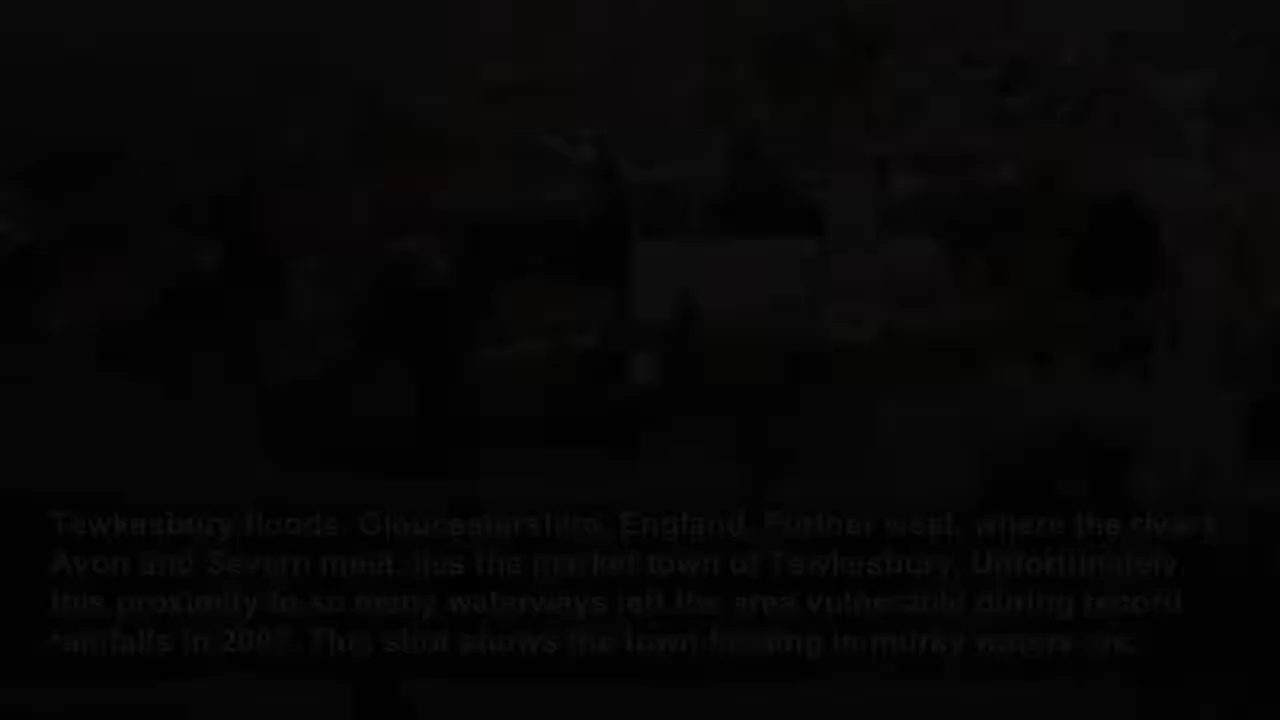 Tewkesbury floods, Gloucestershire, England. Further west, where the rivers
Avon and Severn meet, lies the market town of Tewkesbury. Unfortunately
this proximity to so many waterways left the area vulnerable during record
rainfalls in 2007. This shot shows the town in murky waters